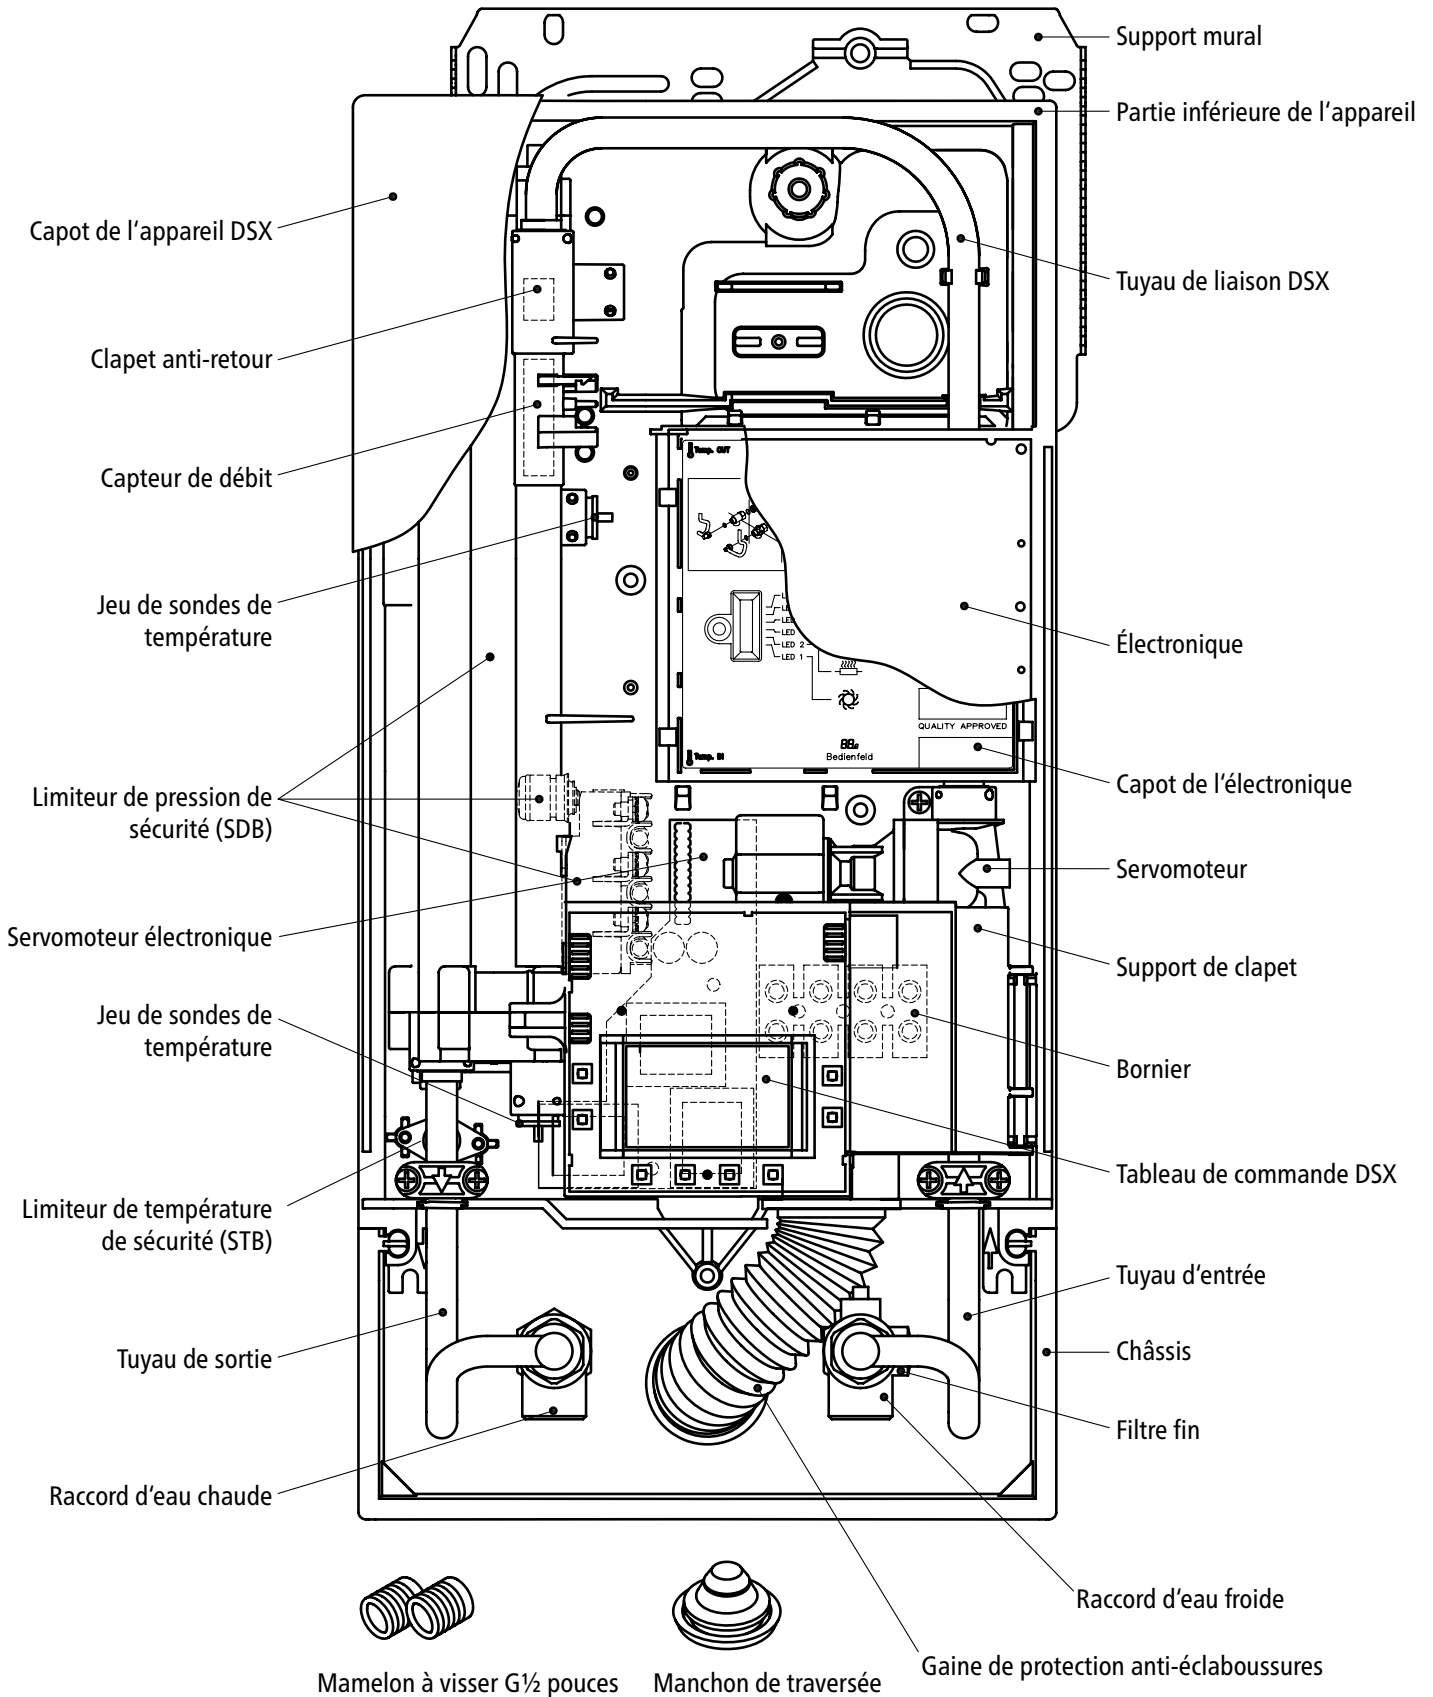 Support mural
Partie inférieure de l‘appareil
Capot de l‘appareil DSX
Tuyau de liaison DSX
Clapet anti-retour
Capteur de débit
Temp. OUT
Jeu de sondes de
température
LED
LED
LED 2
LED 1
Électronique
QUALITY APPROVED
Temp. IN
Bedienfeld
Capot de l‘électronique
Limiteur de pression de
sécurité (SDB)
Servomoteur
Servomoteur électronique
Support de clapet
Jeu de sondes de
température
Bornier
Tableau de commande DSX
Limiteur de température
de sécurité (STB)
Tuyau d‘entrée
Tuyau de sortie
Châssis
Filtre fin
Raccord d‘eau chaude
Raccord d‘eau froide
Gaine de protection anti-éclaboussures
Mamelon à visser G½ pouces
Manchon de traversée